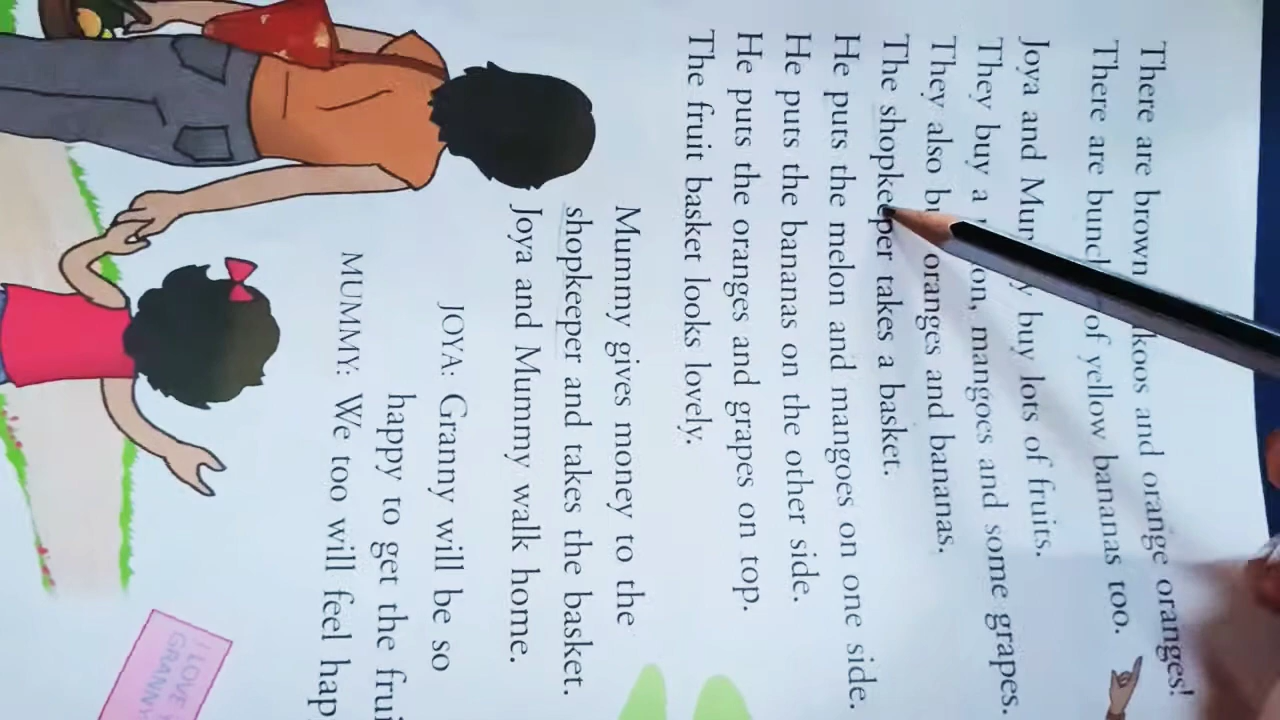 There are brown koos and orange oranges!
There are bunch of yellow bananas too.
Joya and Mummy buy lots of fruits.
They buy a on, mangoes and some grapes.
They also bu oranges and bananas.
The shopkeeper takes a basket.
He puts the melon and mangoes on one side.
He puts the bananas on the other side.
He puts the oranges and grapes on top.
The fruit basket looks lovely.
Mummy gives money to the
shopkeeper and takes the basket.
Joya and Mummy walk home.
JOYA: Granny will be so
happy to get the frui
MUMMY: We too will feel hap
I LOVE
GRANNY